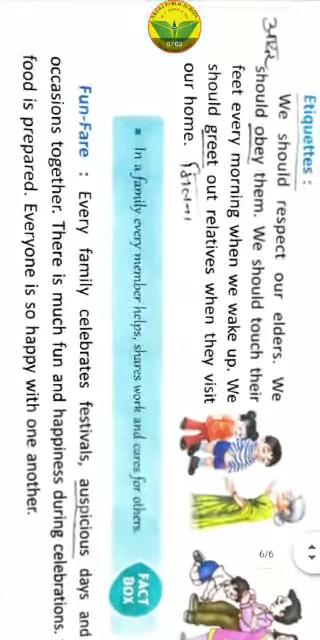 Etiquettes :
We should respect our elders. We
should obey them. We should touch their
feet every morning when we wake up. We
should greet out relatives when they visit
our home.
▪ In a family every member helps, shares work and cares for others.
FACT
BOX
Fun-Fare : Every family celebrates festivals, auspicious days and
occasions together. There is much fun and happiness during celebrations.
food is prepared. Everyone is so happy with one another.
6/6